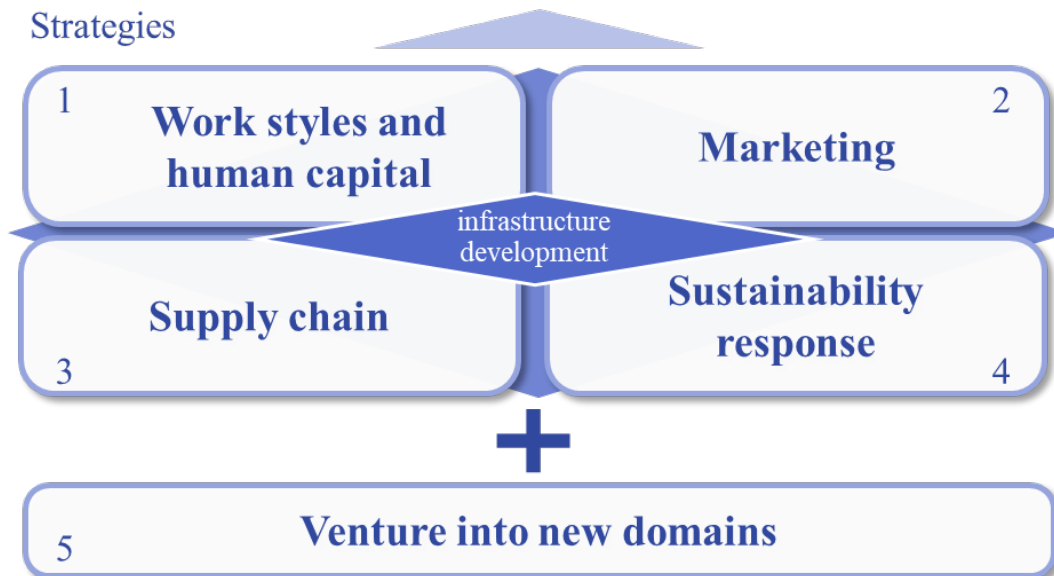 Strategies
1
Work styles and
human capital
2
Marketing
infrastructure
development
3
Supply chain
4
Sustainability
response
+
5
Venture into new domains